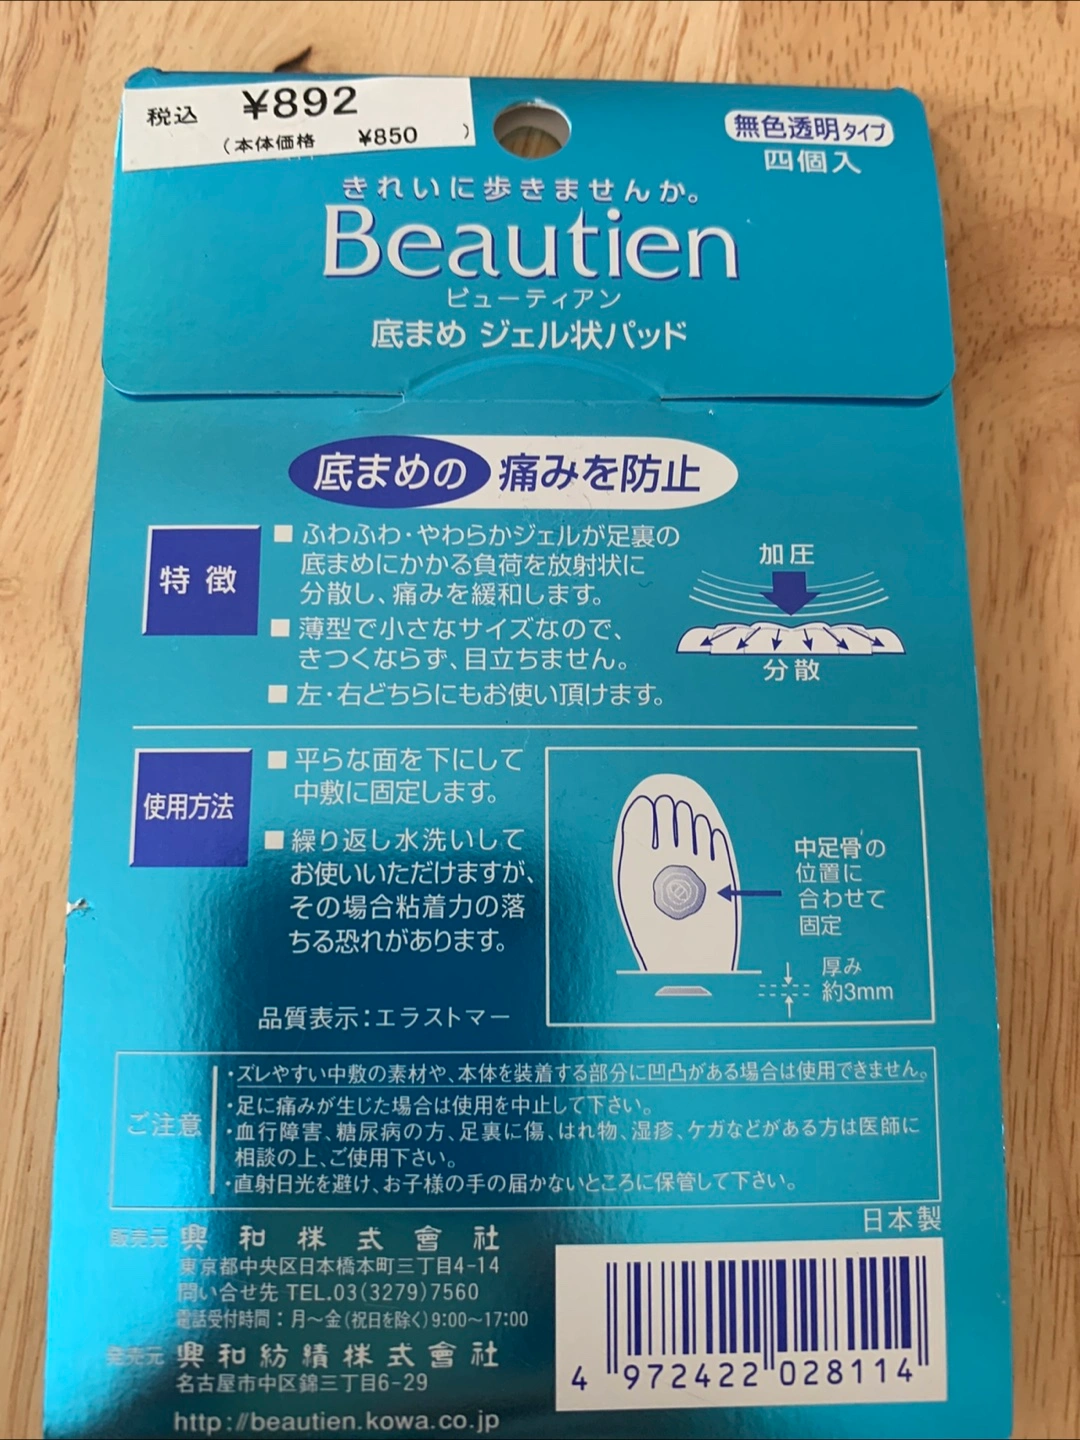 税込 ¥892
(本体価格 ¥850 )
無色透明タイプ
四個入
きれいに歩きませんか。
Beautien
ビューティアン
底まめ ジェル状パッド
底まめの 痛みを防止
特徴
■ ふわふわ・やわらかジェルが足裏の
底まめにかかる負荷を放射状に
分散し、痛みを緩和します。
■ 薄型で小さなサイズなので、
きつくならず、目立ちません。
■ 左・右どちらにもお使い頂けます。
加圧
分散
使用方法
■ 平らな面を下にして
中敷に固定します。
■ 繰り返し水洗いして
お使いいただけますが、
その場合粘着力の落
ちる恐れがあります。
中足骨の
位置に
合わせて
固定
厚み
約3mm
品質表示：エラストマー
ご注意
・ズレやすい中敷の素材や、本体を装着する部分に凹凸がある場合は使用できません。
・足に痛みが生じた場合は使用を中止して下さい。
・血行障害、糖尿病の方、足裏に傷、はれ物、湿疹、ケガなどがある方は医師に
相談の上、ご使用下さい。
・直射日光を避け、お子様の手の届かないところに保管して下さい。
日本製
販売元 興和株式會社
東京都中央区日本橋本町三丁目4-14
問い合せ先 TEL.03(3279)7560
電話受付時間：月～金(祝日を除く)9:00～17:00
発売元 興和紡績株式會社
名古屋市中区錦三丁目6-29
http://beautien.kowa.co.jp
4 972422 028114